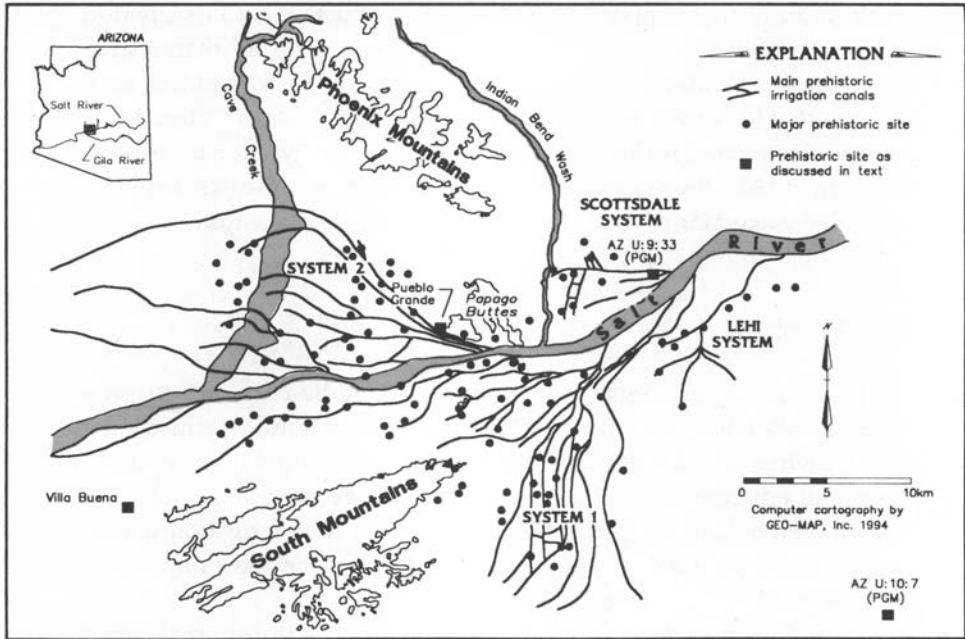 ARIZONA
Salt River
Gila River
Cave
Creek
Phoenix Mountains
Indian Bend
Wash
EXPLANATION
Main prehistoric
irrigation canals
Major prehistoric site
Prehistoric site as
discussed in text
SCOTTSDALE
SYSTEM
AZ U:9:33
(PGM)
Salt River
SYSTEM 2
Pueblo
Grande
Papago
Buttes
LEHI
SYSTEM
N
Villa Buena
South Mountains
SYSTEM 1
0 5 10km
Computer cartography by
GEO-MAP, Inc. 1994
AZ U:10:7
(PGM)